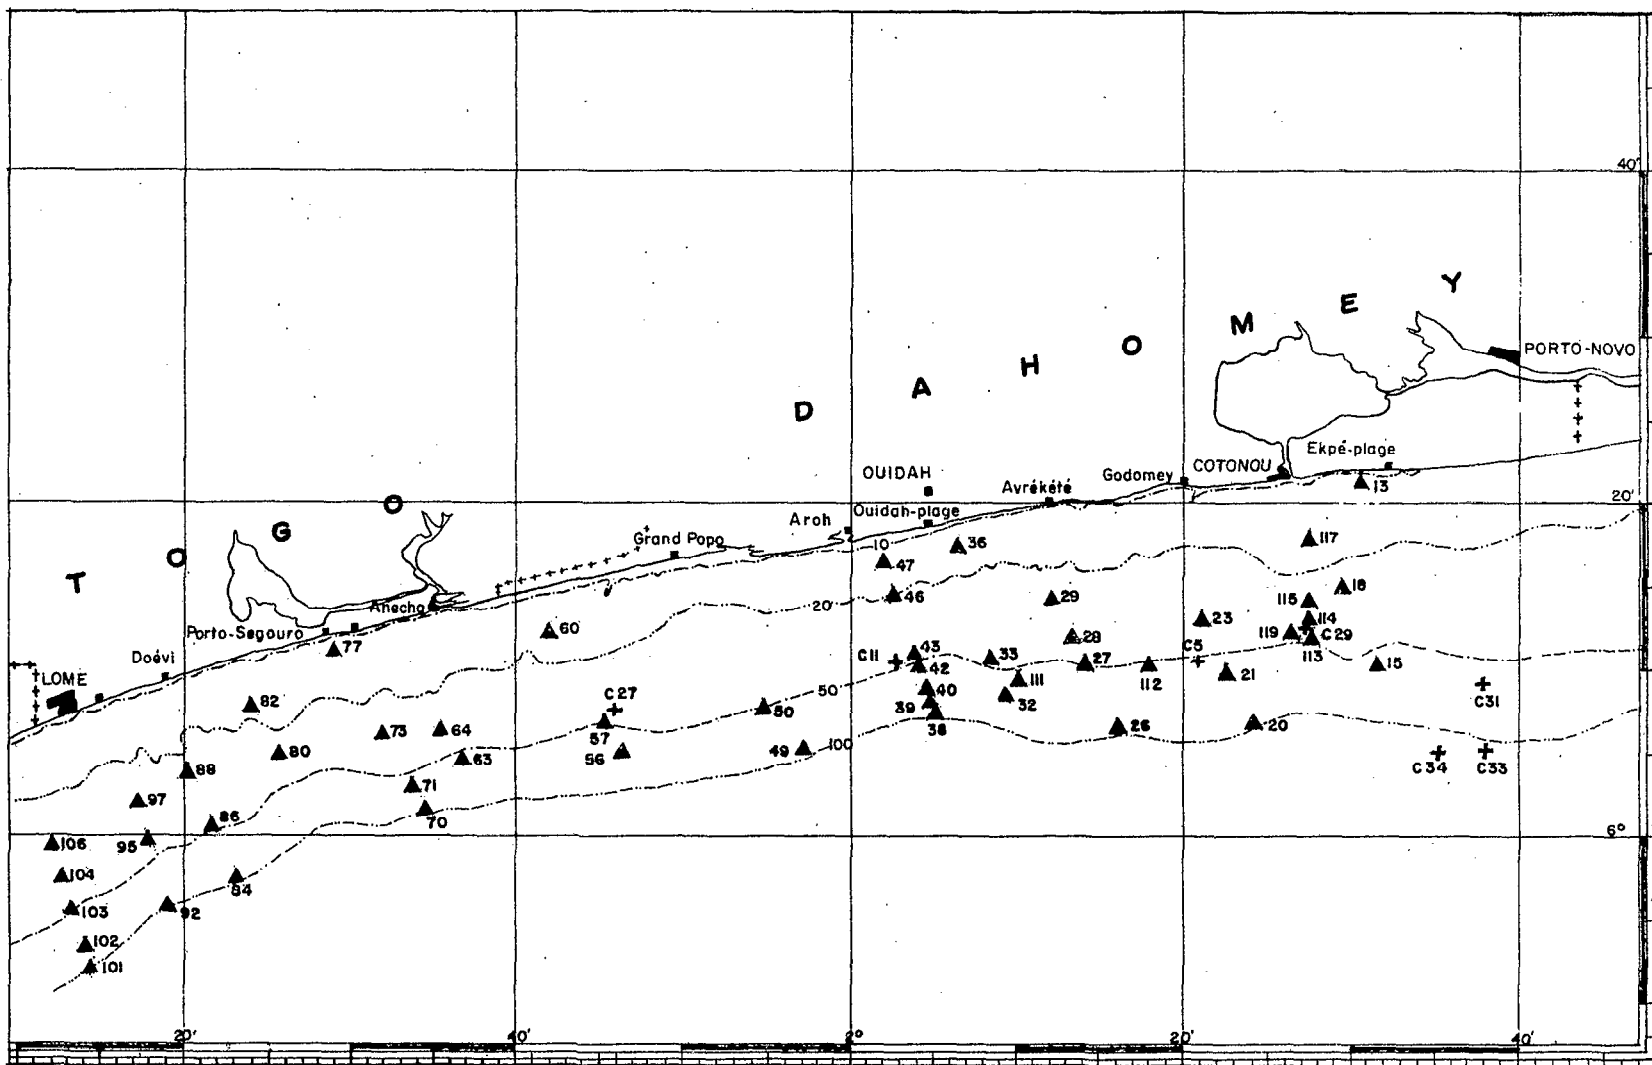 40'
T O G O
D A H O M E Y
PORTO-NOVO
Ekpé-plage
COTONOU
Godomey
OUIDAH
Avrékété
Ouidah-plage
Aroh
Grand Popo
Anecho
Porto-Segouro
Doévi
LOME
13
20'
10
36
47
117
46
20
29
18
115
60
23
114
28
119
C29
77
113
43
33
C11
42
27
C5
112
15
111
21
40
50
C31
82
C27
39
32
50
38
73
64
57
26
20
80
56
63
49
100
C34
C33
88
71
97
70
86
6°
106
95
104
84
103
92
102
101
20'
40'
2°
20'
40'